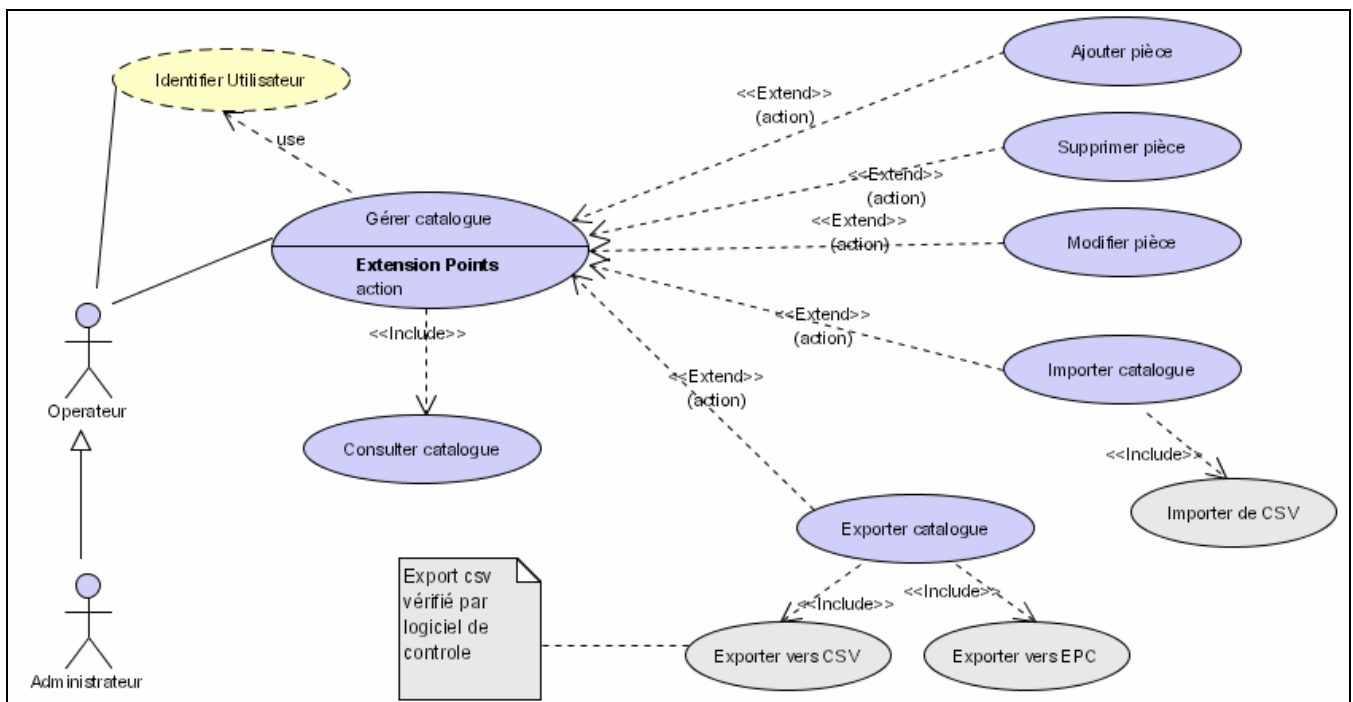 Ajouter pièce
Identifier Utilisateur
<<Extend>>
(action)
use
Supprimer pièce
<<Extend>>
(action)
Gérer catalogue
<<Extend>>
(action)
Modifier pièce
Extension Points
action
<<Include>>
<<Extend>>
(action)
Importer catalogue
<<Extend>>
(action)
Operateur
Consulter catalogue
<<Include>>
Importer de CSV
Exporter catalogue
Export csv
vérifié par
logiciel de
controle
<<Include>>
<<Include>>
Exporter vers CSV
Exporter vers EPC
Administrateur